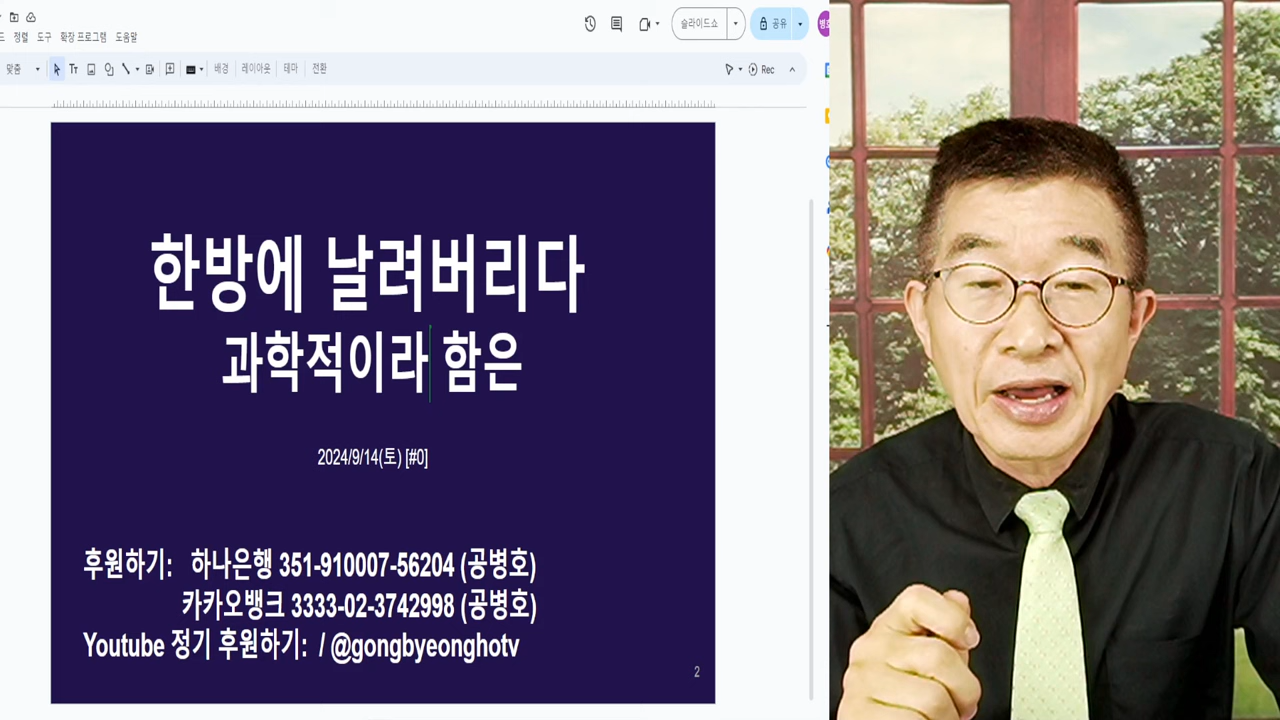 정렬 도구 확장 프로그램 도움말
슬라이드쇼
공유
맞춤
Tт
배경 레이아웃 테마 전환
Rec
한방에 날려버리다
과학적이라 함은
2024/9/14(토) [#0]
후원하기: 하나은행 351-910007-56204 (공병호)
카카오뱅크 3333-02-3742998 (공병호)
Youtube 정기 후원하기: / @gongbyeonghotv
2